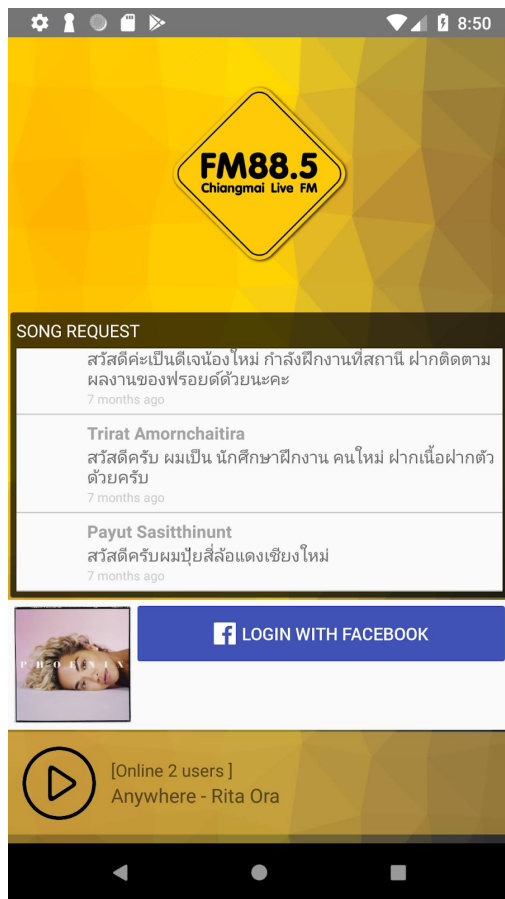 8:50
FM88.5
Chiangmai Live FM
SONG REQUEST
สวัสดีค่ะเป็นดีเจน้องใหม่ กำลังฝึกงานที่สถานี ฝากติดตาม
ผลงานของฟรอยด์ด้วยนะคะ
7 months ago
Trirat Amornchaitira
สวัสดีครับ ผมเป็น นักศึกษาฝึกงาน คนใหม่ ฝากเนื้อฝากตัว
ด้วยครับ
7 months ago
Payut Sasitthinunt
สวัสดีครับผมปุ้ยสี่ล้อแดงเชียงใหม่
7 months ago
PHOENIX
LOGIN WITH FACEBOOK
[Online 2 users ]
Anywhere - Rita Ora